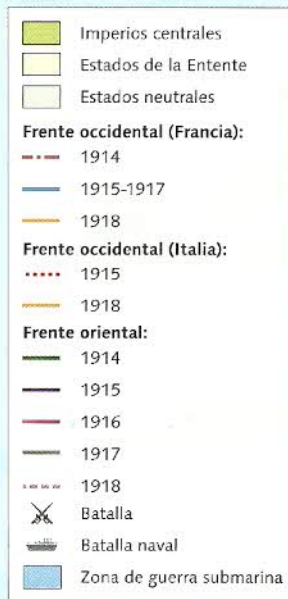 Imperios centrales
Estados de la Entente
Estados neutrales
Frente occidental (Francia):
1914
1915-1917
1918
Frente occidental (Italia):
1915
1918
Frente oriental:
1914
1915
1916
1917
1918
Batalla
Batalla naval
Zona de guerra submarina